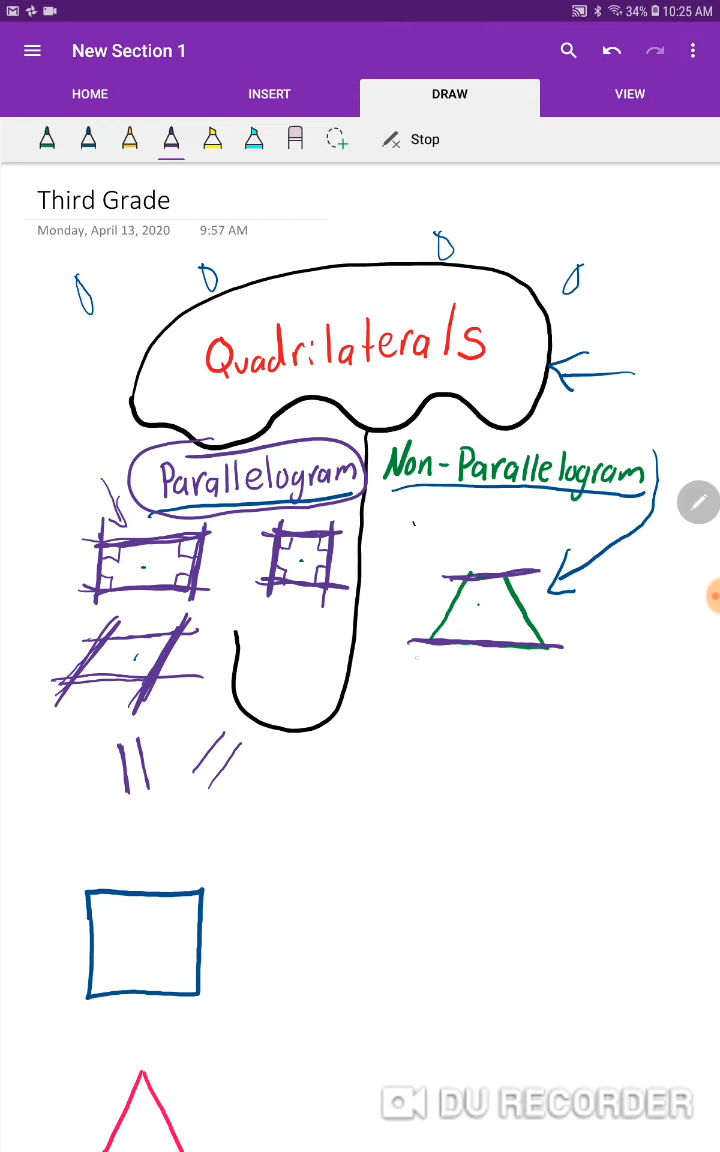 34% 10:25 AM
New Section 1
HOME INSERT DRAW VIEW
Stop
Third Grade
Monday, April 13, 2020 9:57 AM
Quadrilaterals
Parallelogram Non-Parallelogram
DU RECORDER